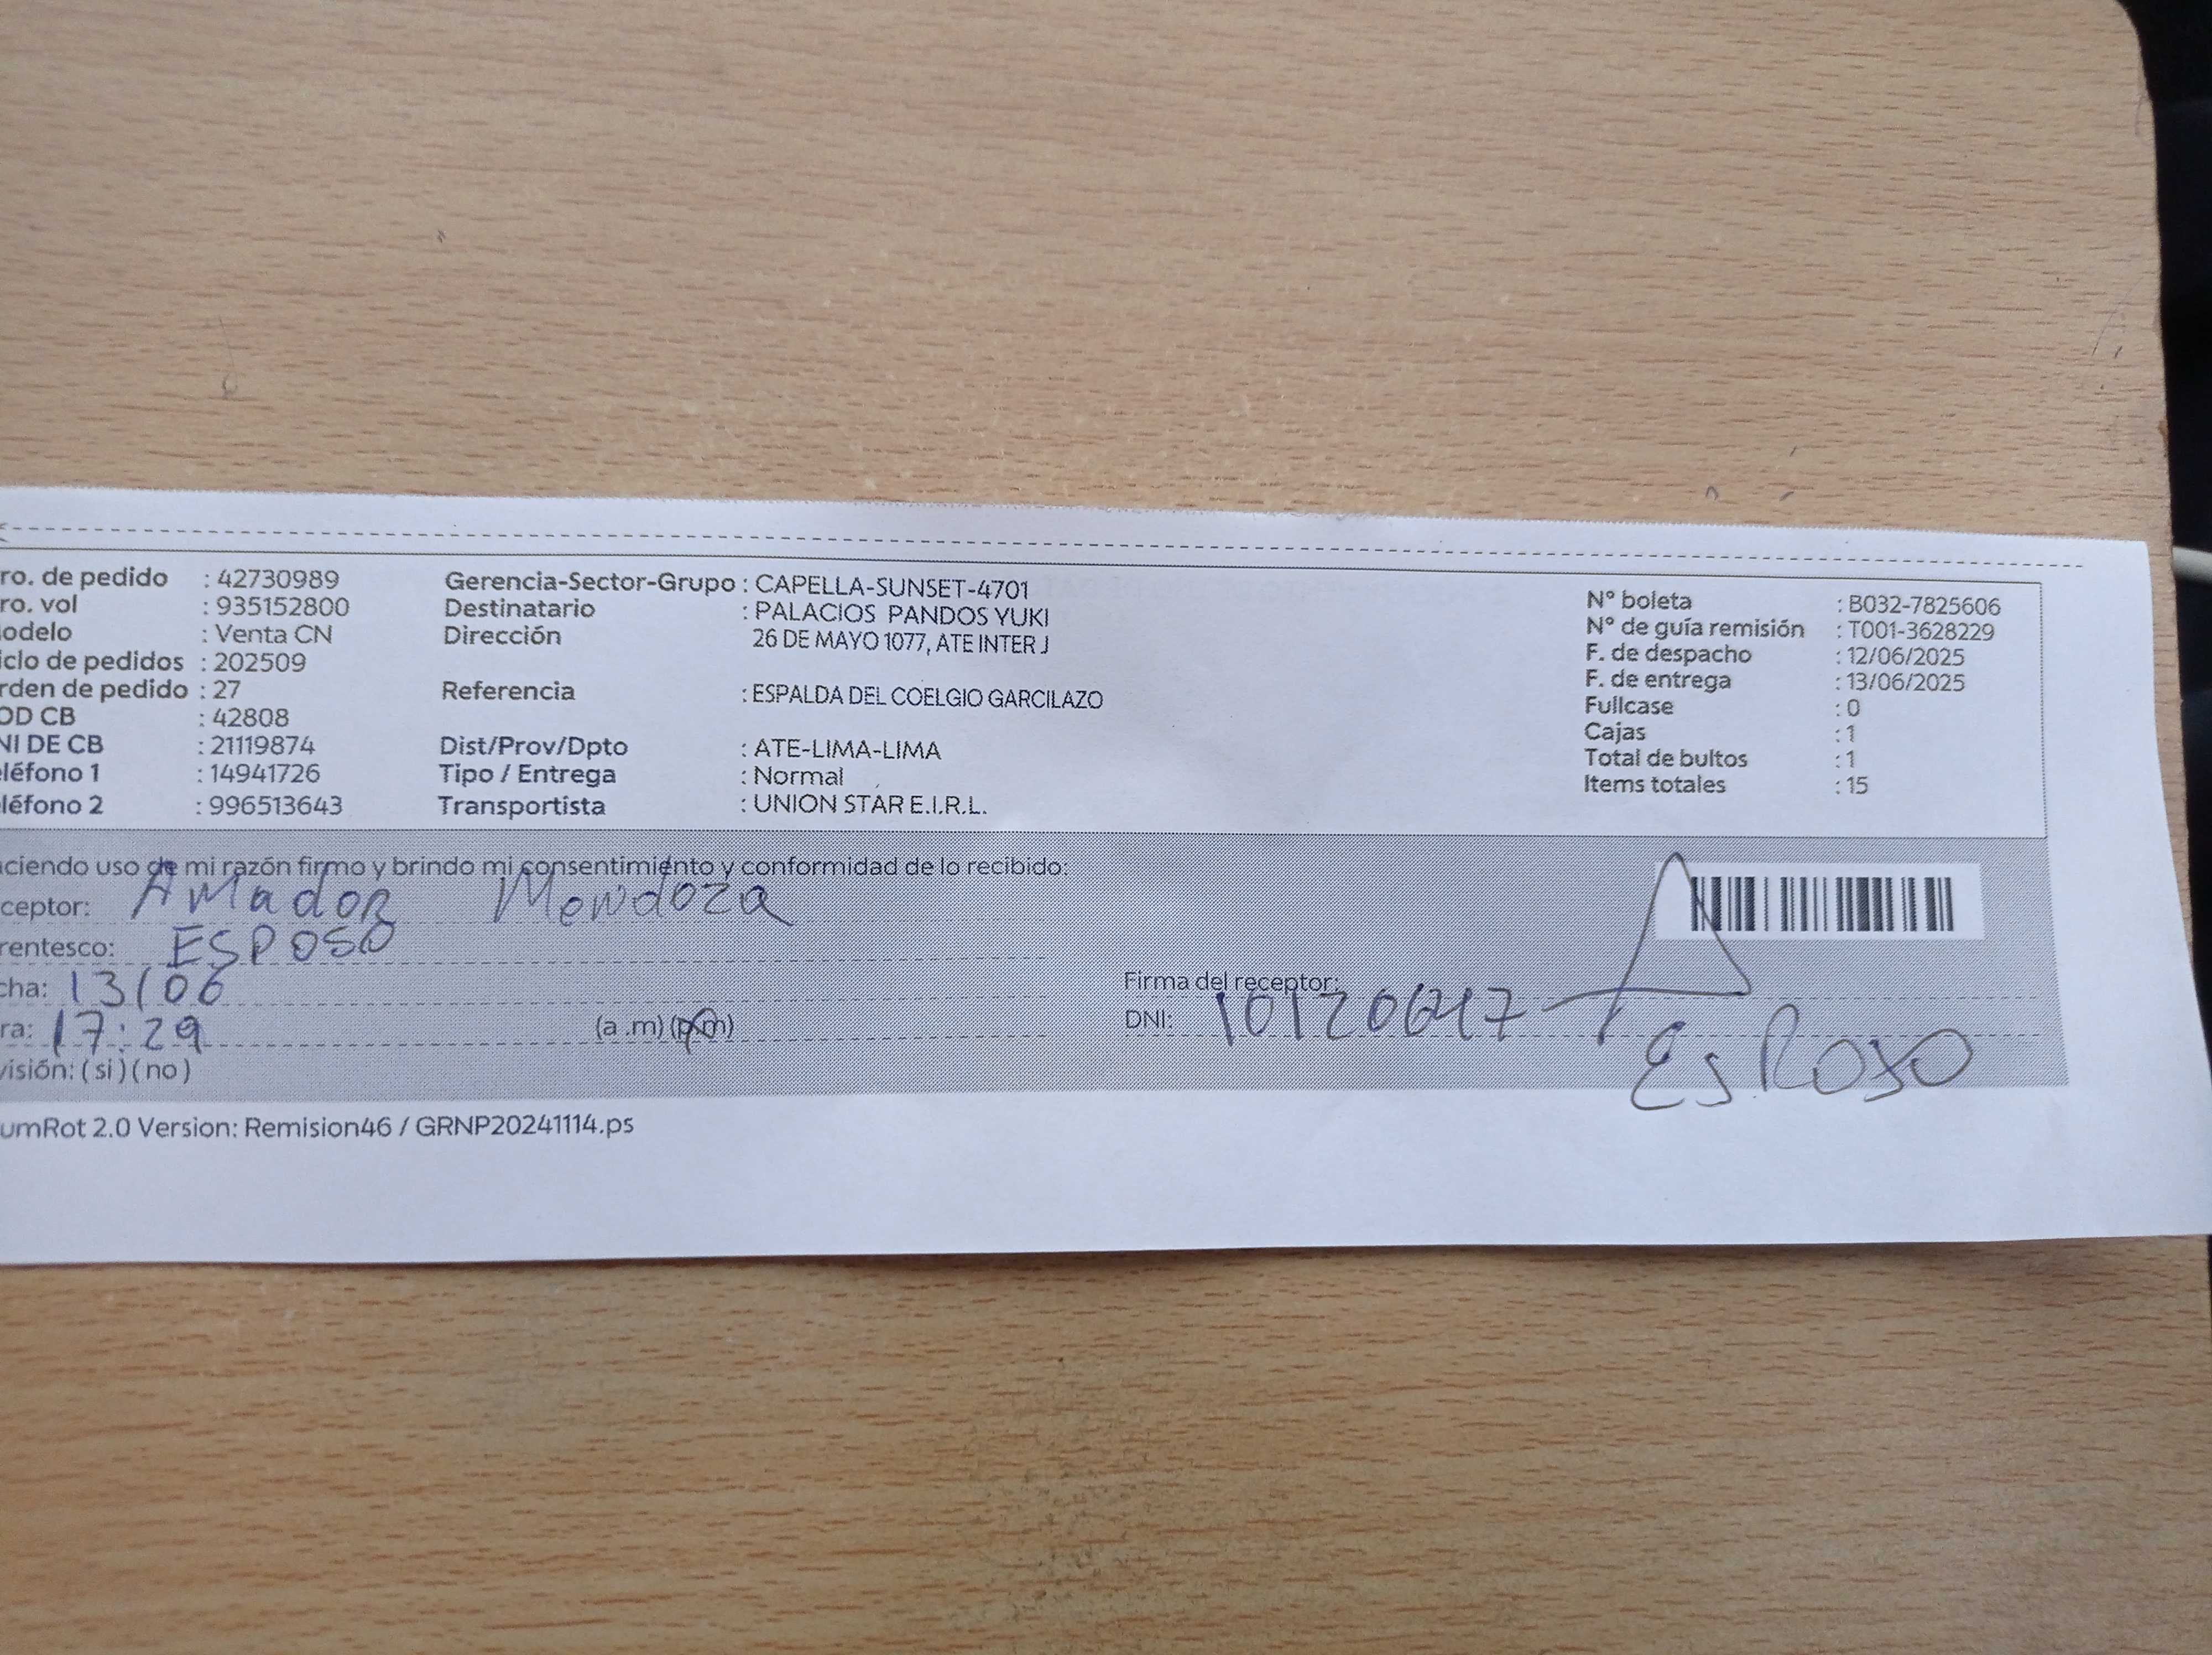 ro. de pedido : 42730989 Gerencia-Sector-Grupo : CAPELLA-SUNSET-4701 N° boleta : B032-7825606
ro. vol : 935152800 Destinatario : PALACIOS PANDOS YUKI N° de guía remisión : T001-3628229
odelo : Venta CN Dirección 26 DE MAYO 1077, ATE INTER J F. de despacho : 12/06/2025
iclo de pedidos : 202509 F. de entrega : 13/06/2025
rden de pedido : 27 Referencia : ESPALDA DEL COELGIO GARCILAZO Fullcase : 0
OD CB : 42808 Cajas : 1
NI DE CB : 21119874 Dist/Prov/Dpto : ATE-LIMA-LIMA Total de bultos : 1
léfono 1 : 14941726 Tipo / Entrega : Normal Items totales : 15
léfono 2 : 996513643 Transportista : UNION STAR E.I.R.L.
ciendo uso de mi razón firmo y brindo mi consentimiento y conformidad de lo recibido:
ceptor: Amador Mendoza
rentesco: ESPOSO
cha: 13/06 Firma del receptor:
ra: 17:29 (a .m) (p.m) DNI:
Esposo
visión: ( si ) ( no )
umRot 2.0 Version: Remision46 / GRNP20241114.ps